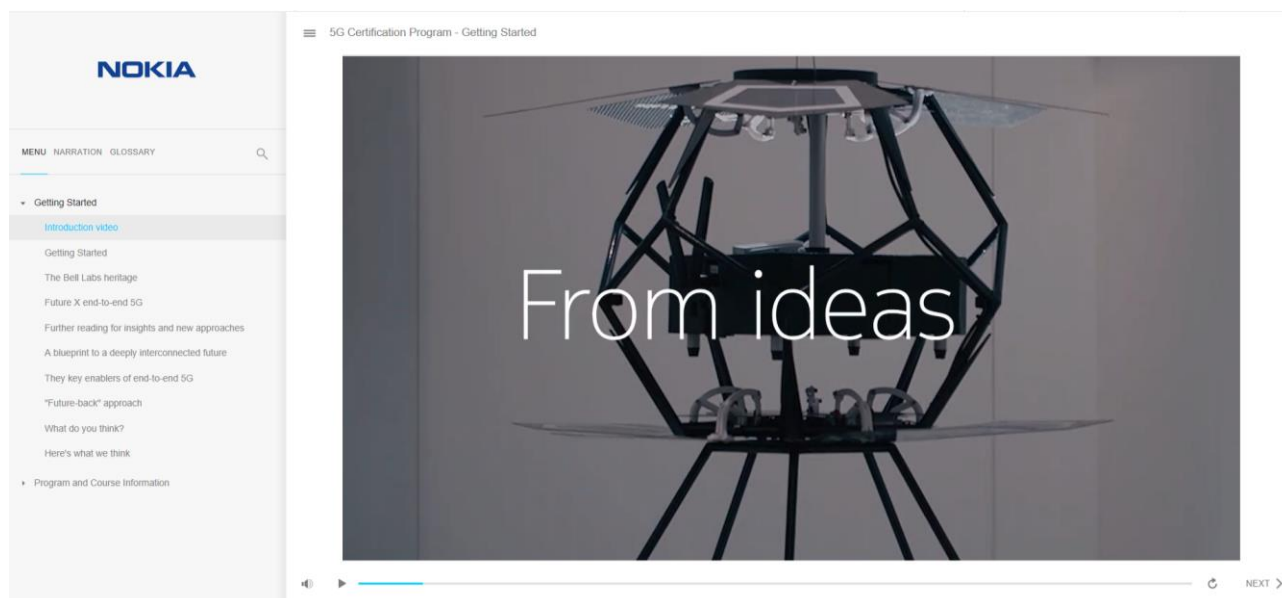 NOKIA
MENU NARRATION GLOSSARY
Getting Started
Introduction video
Getting Started
The Bell Labs heritage
Future X end-to-end 5G
Further reading for insights and new approaches
A blueprint to a deeply interconnected future
They key enablers of end-to-end 5G
"Future-back" approach
What do you think?
Here's what we think
Program and Course Information
5G Certification Program - Getting Started
From ideas
NEXT